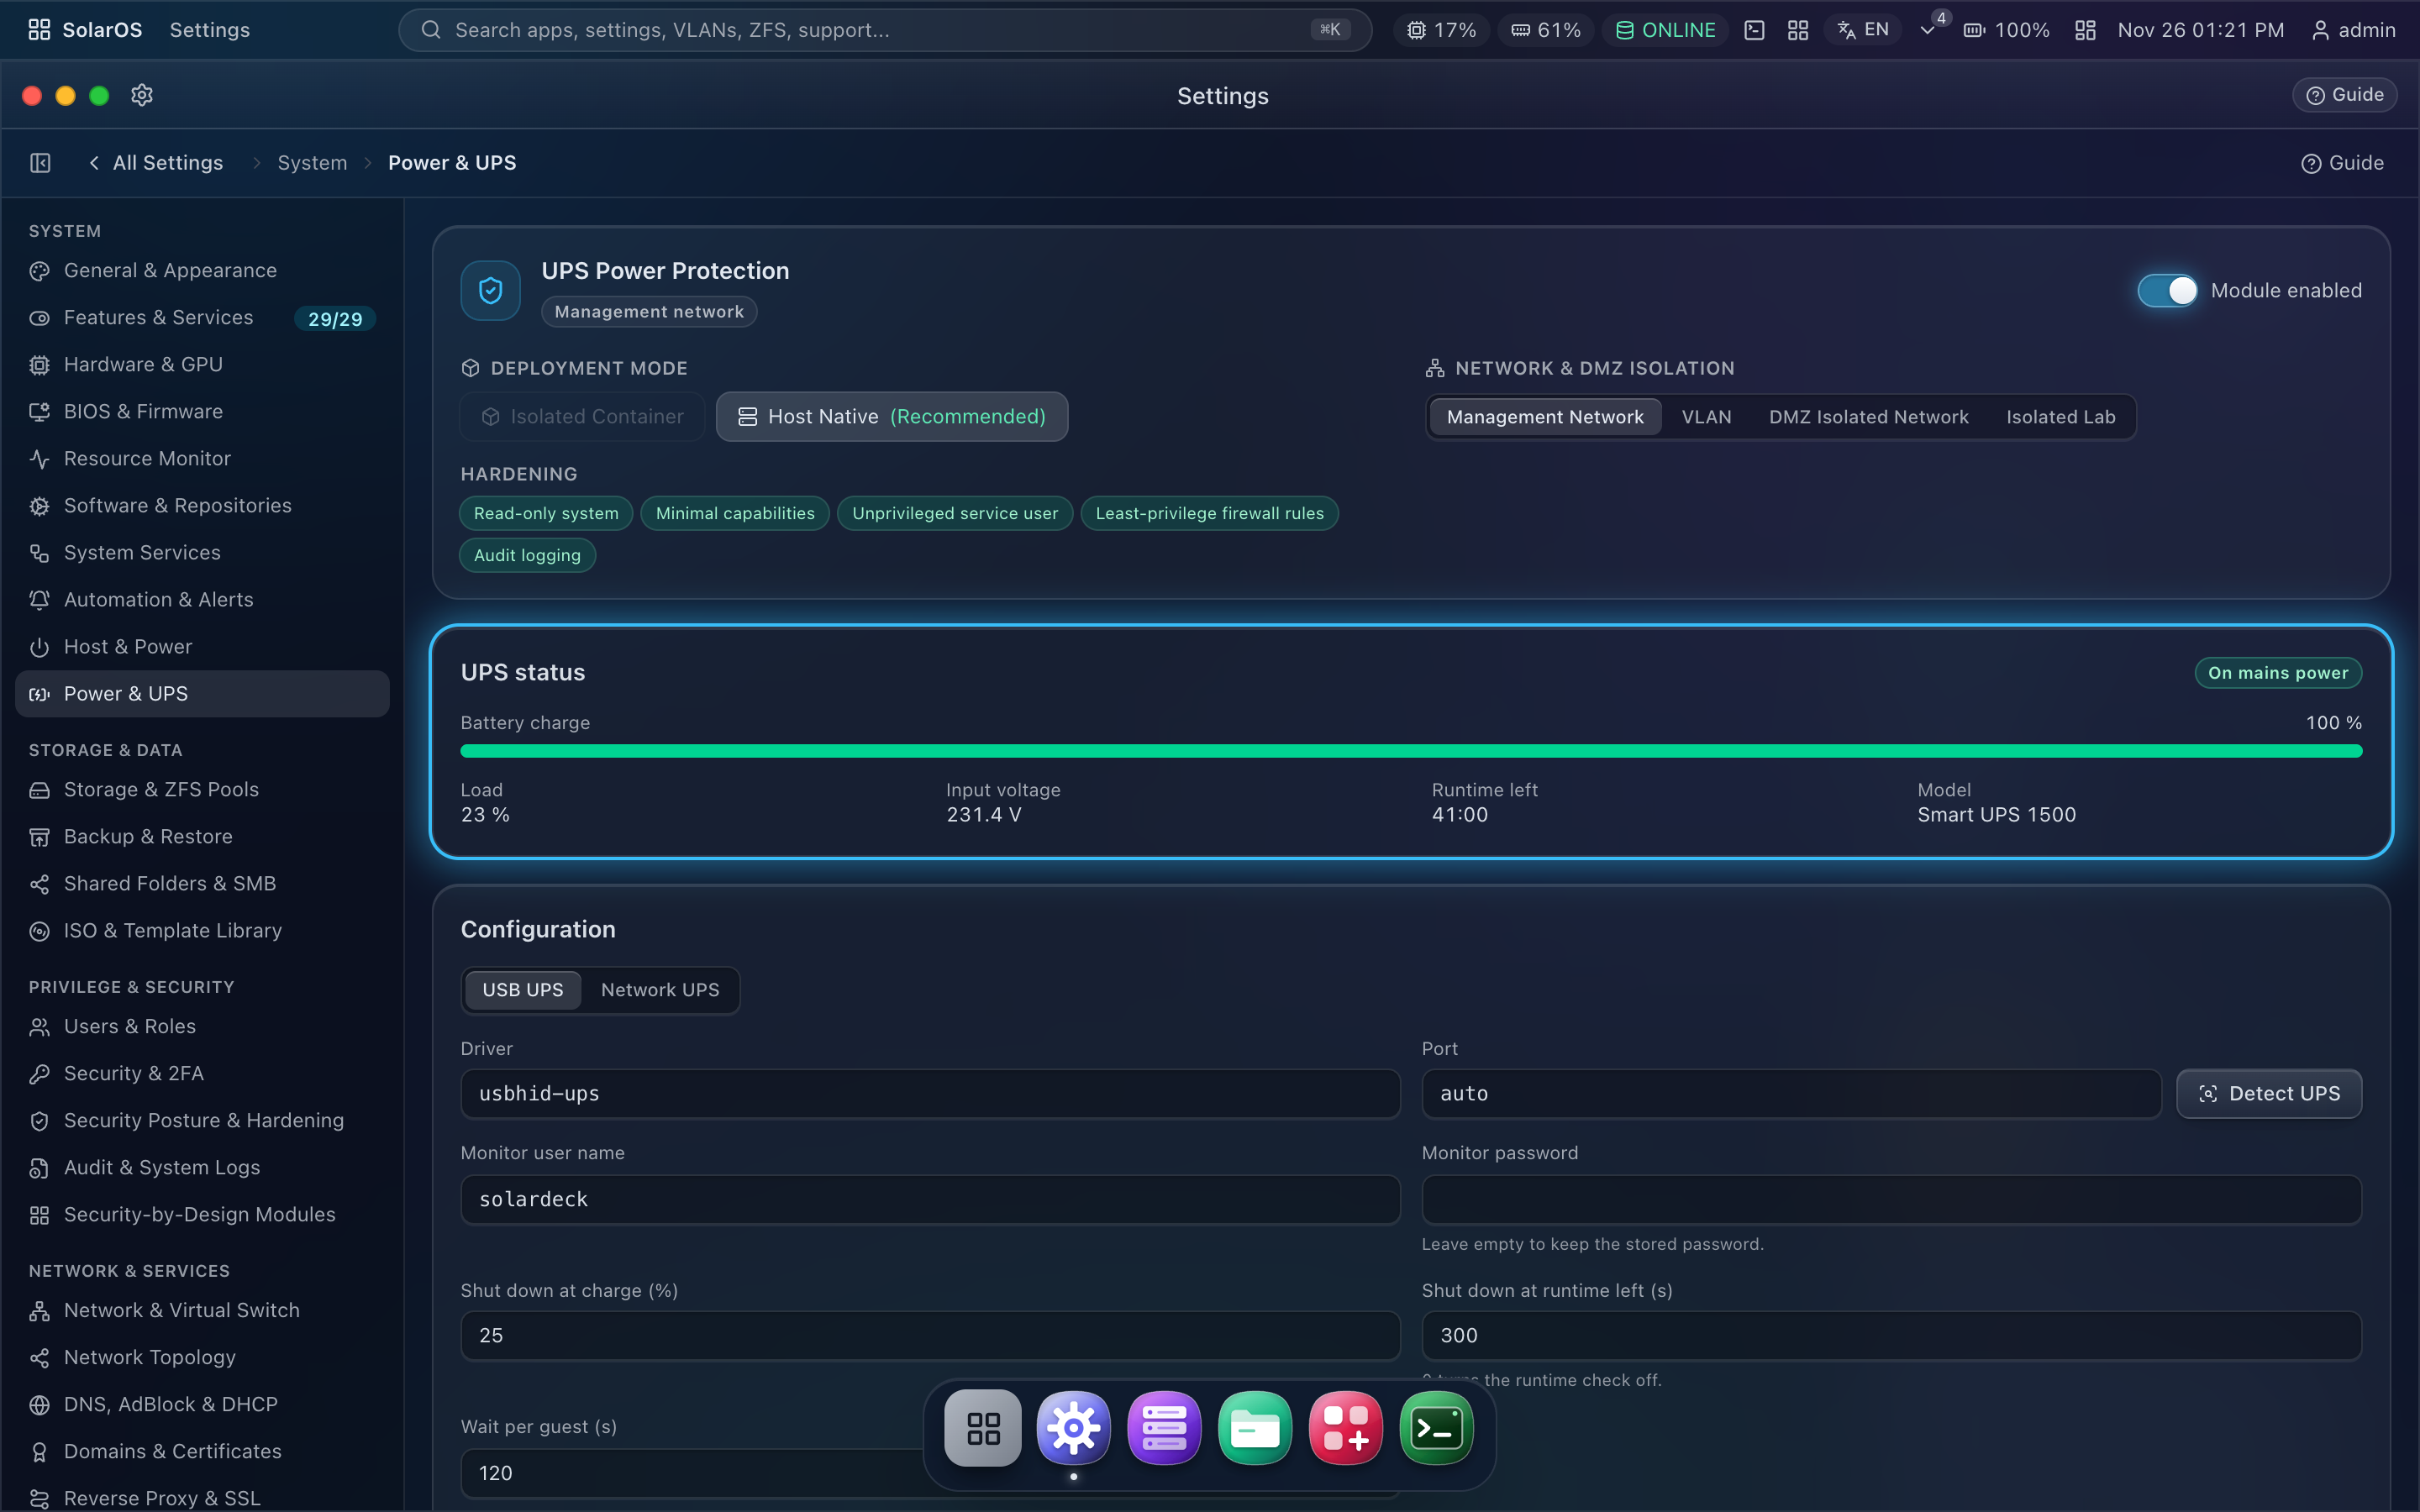 SolarOS Settings Search apps, settings, VLANs, ZFS, support... ⌘K 17% 61% ONLINE EN 4 100% Nov 26 01:21 PM admin
Settings Guide
All Settings System Power & UPS Guide
SYSTEM
General & Appearance
Features & Services 29/29
Hardware & GPU
BIOS & Firmware
Resource Monitor
Software & Repositories
System Services
Automation & Alerts
Host & Power
Power & UPS
STORAGE & DATA
Storage & ZFS Pools
Backup & Restore
Shared Folders & SMB
ISO & Template Library
PRIVILEGE & SECURITY
Users & Roles
Security & 2FA
Security Posture & Hardening
Audit & System Logs
Security-by-Design Modules
NETWORK & SERVICES
Network & Virtual Switch
Network Topology
DNS, AdBlock & DHCP
Domains & Certificates
Reverse Proxy & SSL
UPS Power Protection
Management network
Module enabled
DEPLOYMENT MODE
Isolated Container Host Native (Recommended)
NETWORK & DMZ ISOLATION
Management Network VLAN DMZ Isolated Network Isolated Lab
HARDENING
Read-only system Minimal capabilities Unprivileged service user Least-privilege firewall rules
Audit logging
UPS status On mains power
Battery charge 100 %
Load Input voltage Runtime left Model
23 % 231.4 V 41:00 Smart UPS 1500
Configuration
USB UPS Network UPS
Driver Port
usbhid-ups auto Detect UPS
Monitor user name Monitor password
solardeck
Leave empty to keep the stored password.
Shut down at charge (%) Shut down at runtime left (s)
25 300
the runtime check off.
Wait per guest (s)
120